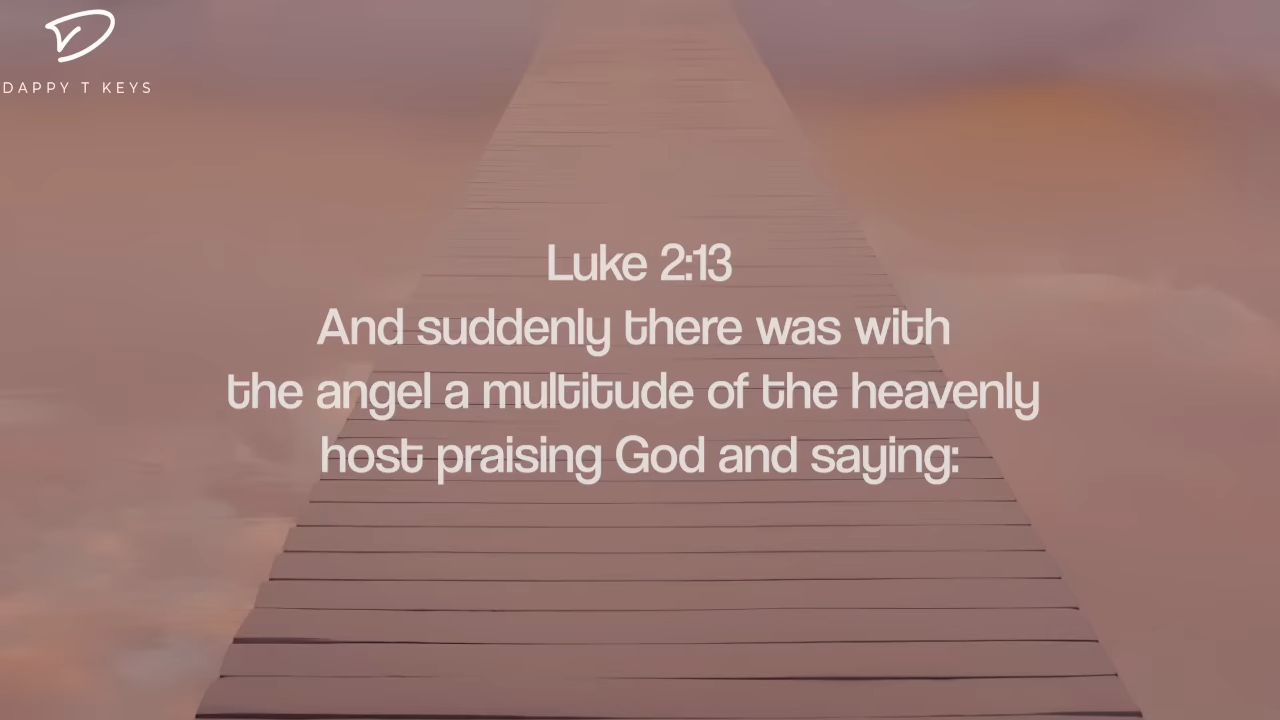 DAPPY T KEYS
Luke 2:13
And suddenly there was with
the angel a multitude of the heavenly
host praising God and saying: